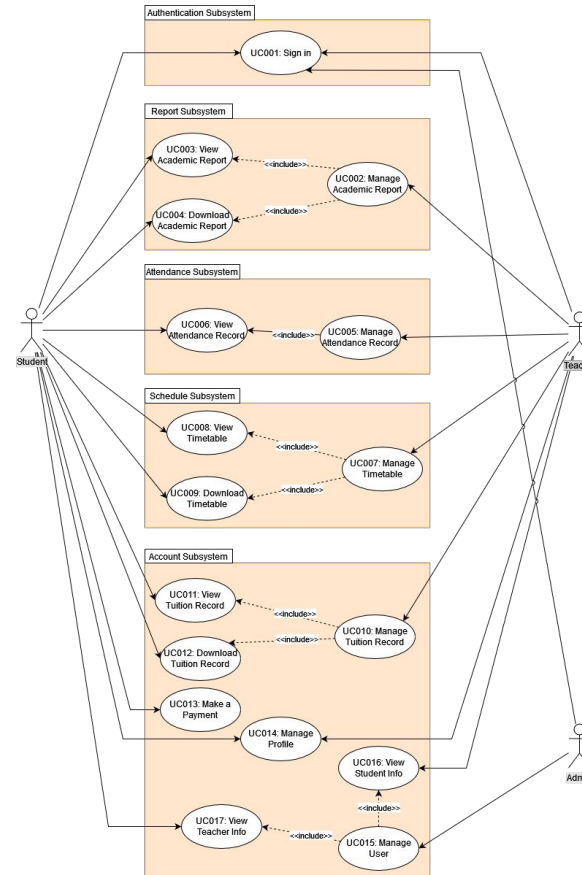 Authentication Subsystem
UC001: Sign in
Report Subsystem
UC003: View
Academic Report
<<include>>
UC002: Manage
Academic Report
<<include>>
UC004: Download
Academic Report
Attendance Subsystem
UC006: View
Attendance Record
<<include>>
UC005: Manage
Attendance Record
Student
Teac
Schedule Subsystem
UC008: View
Timetable
<<include>>
UC007: Manage
Timetable
<<include>>
UC009: Download
Timetable
Account Subsystem
UC011: View
Tuition Record
<<include>>
UC010: Manage
Tuition Record
<<include>>
UC012: Download
Tuition Record
UC013: Make a
Payment
UC014: Manage
Profile
UC016: View
Student Info
Adm
<<include>>
UC017: View
Teacher Info
<<include>>
UC015: Manage
User